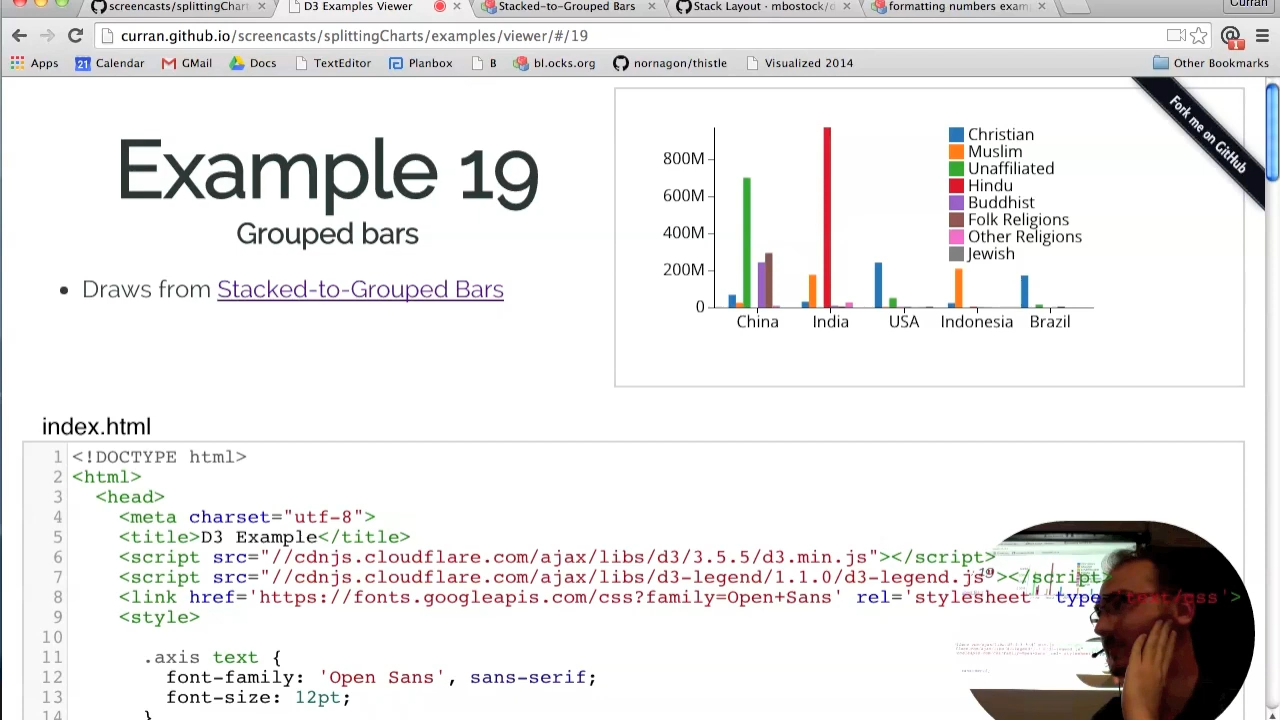 screencasts/splittingChart
D3 Examples Viewer
Stacked-to-Grouped Bars
Stack Layout · mbostock/d
formatting numbers exam
Curran
curran.github.io/screencasts/splittingCharts/examples/viewer/#/19
Apps
21 Calendar
GMail
Docs
TextEditor
Planbox
B
bl.ocks.org
nornagon/thistle
Visualized 2014
Other Bookmarks
Example 19
Grouped bars
Draws from Stacked-to-Grouped Bars
800M
600M
400M
200M
0
China India USA Indonesia Brazil
Christian
Muslim
Unaffiliated
Hindu
Buddhist
Folk Religions
Other Religions
Jewish
Fork me on GitHub
index.html
1 <!DOCTYPE html>
2 <html>
3 <head>
4 <meta charset="utf-8">
5 <title>D3 Example</title>
6 <script src="//cdnjs.cloudflare.com/ajax/libs/d3/3.5.5/d3.min.js"></script>
7 <script src="//cdnjs.cloudflare.com/ajax/libs/d3-legend/1.1.0/d3-legend.js"></script>
8 <link href='https://fonts.googleapis.com/css?family=Open+Sans' rel='stylesheet' type='text/css'>
9 <style>
10
11 .axis text {
12 font-family: 'Open Sans', sans-serif;
13 font-size: 12pt;
14 }